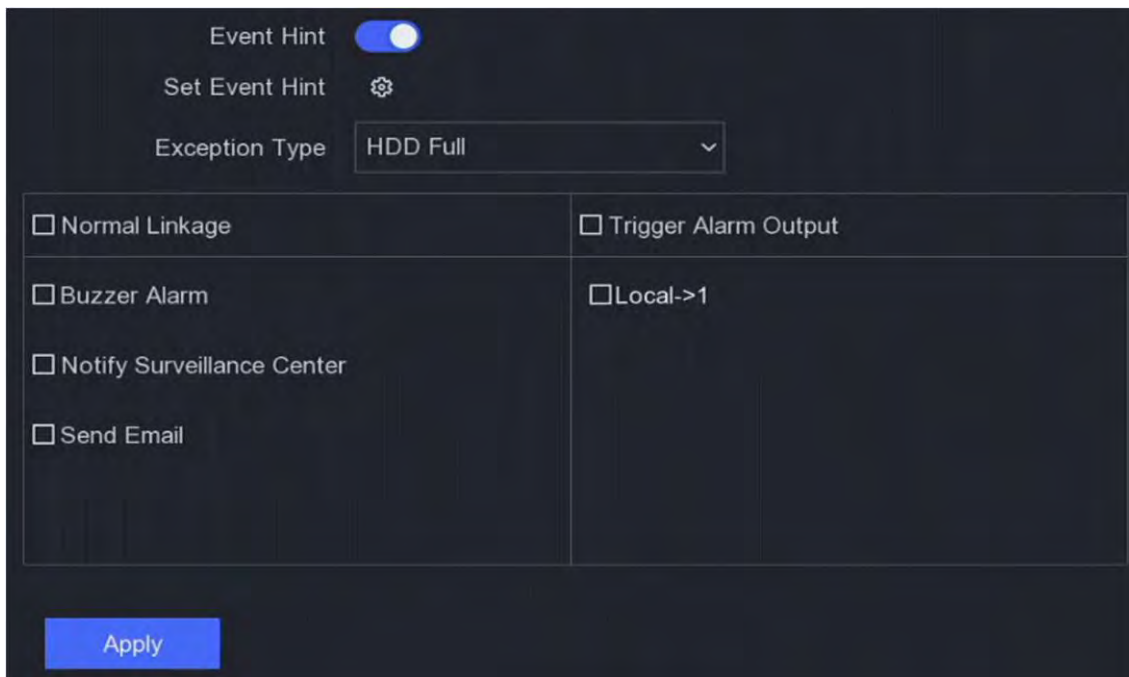 Event Hint
Set Event Hint
Exception Type HDD Full
Normal Linkage Trigger Alarm Output
Buzzer Alarm Local->1
Notify Surveillance Center
Send Email
Apply